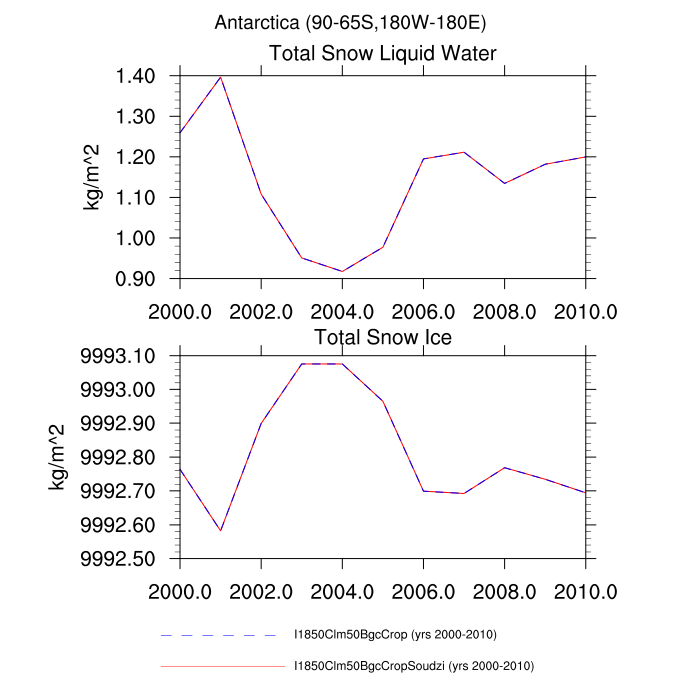 Antarctica (90-65S,180W-180E)
Total Snow Liquid Water
1.40
1.30
1.20
1.10
1.00
0.90
kg/m^2
2000.0 2002.0 2004.0 2006.0 2008.0 2010.0
Total Snow Ice
9993.10
9993.00
9992.90
9992.80
9992.70
9992.60
9992.50
kg/m^2
2000.0 2002.0 2004.0 2006.0 2008.0 2010.0
I1850Clm50BgcCrop (yrs 2000-2010)
I1850Clm50BgcCropSoudzi (yrs 2000-2010)